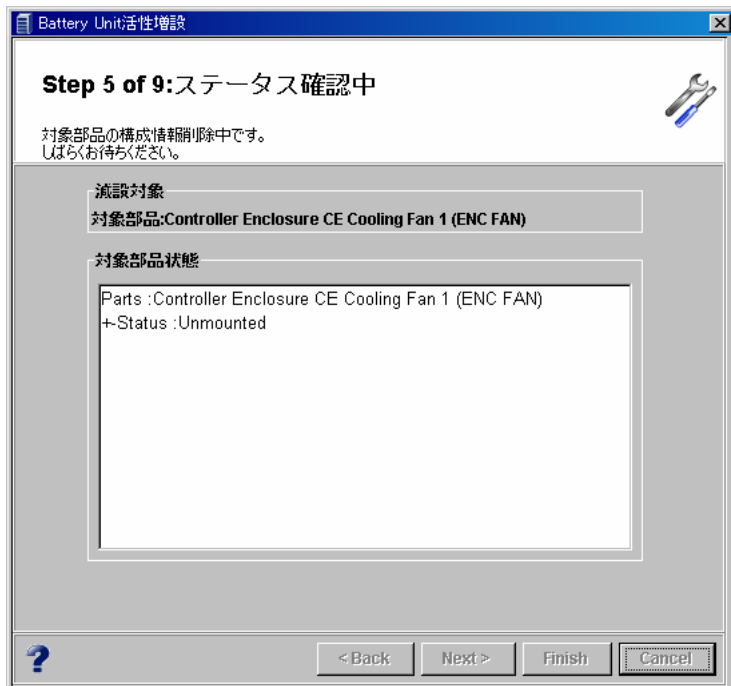 Battery Unit活性増設
Step 5 of 9:ステータス確認中
対象部品の構成情報削除中です。
しばらくお待ちください。
減設対象
対象部品:Controller Enclosure CE Cooling Fan 1 (ENC FAN)
対象部品状態
Parts :Controller Enclosure CE Cooling Fan 1 (ENC FAN)
+-Status :Unmounted
?
< Back Next > Finish Cancel